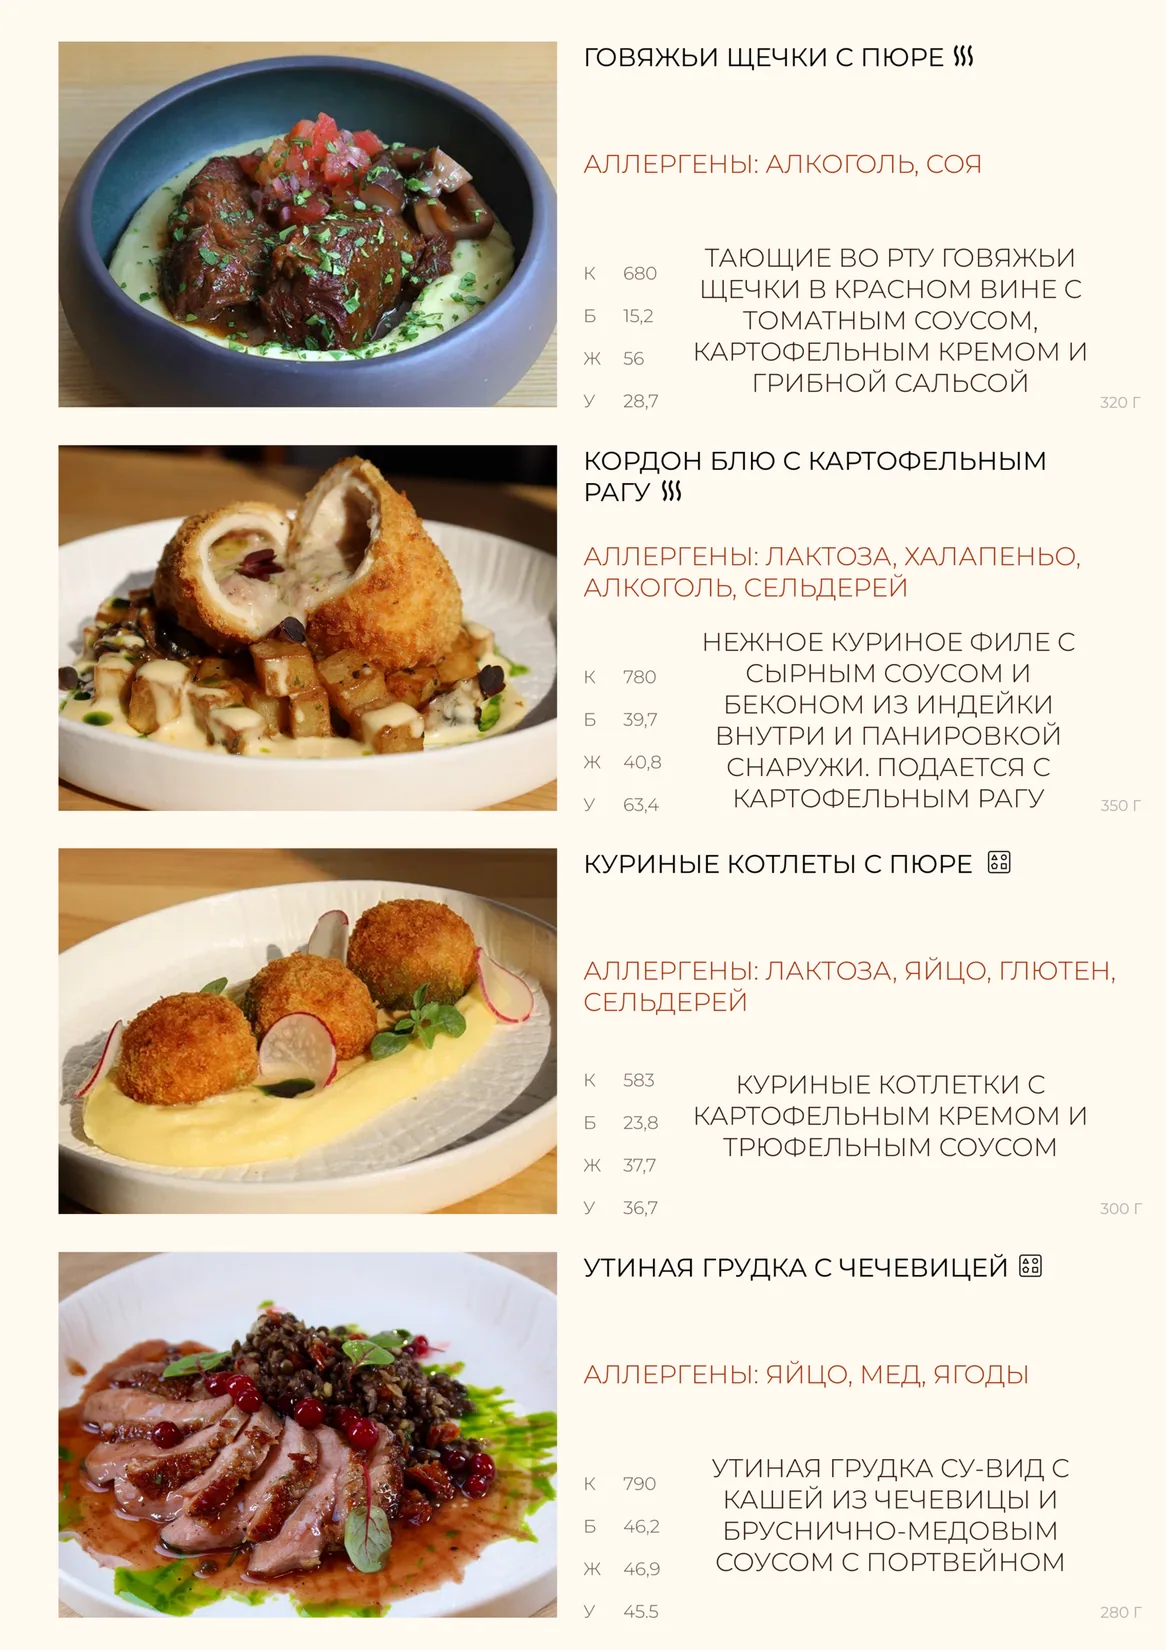 ГОВЯЖЬИ ЩЕЧКИ С ПЮРЕ
АЛЛЕРГЕНЫ: АЛКОГОЛЬ, СОЯ
К 680
Б 15,2
Ж 56
У 28,7
ТАЮЩИЕ ВО РТУ ГОВЯЖЬИ
ЩЕЧКИ В КРАСНОМ ВИНЕ С
ТОМАТНЫМ СОУСОМ,
КАРТОФЕЛЬНЫМ КРЕМОМ И
ГРИБНОЙ САЛЬСОЙ
320 Г
КОРДОН БЛЮ С КАРТОФЕЛЬНЫМ
РАГУ
АЛЛЕРГЕНЫ: ЛАКТОЗА, ХАЛАПЕНЬО,
АЛКОГОЛЬ, СЕЛЬДЕРЕЙ
К 780
Б 39,7
Ж 40,8
У 63,4
НЕЖНОЕ КУРИНОЕ ФИЛЕ С
СЫРНЫМ СОУСОМ И
БЕКОНОМ ИЗ ИНДЕЙКИ
ВНУТРИ И ПАНИРОВКОЙ
СНАРУЖИ. ПОДАЕТСЯ С
КАРТОФЕЛЬНЫМ РАГУ
350 Г
КУРИНЫЕ КОТЛЕТЫ С ПЮРЕ
АЛЛЕРГЕНЫ: ЛАКТОЗА, ЯЙЦО, ГЛЮТЕН,
СЕЛЬДЕРЕЙ
К 583
Б 23,8
Ж 37,7
У 36,7
КУРИНЫЕ КОТЛЕТКИ С
КАРТОФЕЛЬНЫМ КРЕМОМ И
ТРЮФЕЛЬНЫМ СОУСОМ
300 Г
УТИНАЯ ГРУДКА С ЧЕЧЕВИЦЕЙ
АЛЛЕРГЕНЫ: ЯЙЦО, МЕД, ЯГОДЫ
К 790
Б 46,2
Ж 46,9
У 45.5
УТИНАЯ ГРУДКА СУ-ВИД С
КАШЕЙ ИЗ ЧЕЧЕВИЦЫ И
БРУСНИЧНО-МЕДОВЫМ
СОУСОМ С ПОРТВЕЙНОМ
280 Г